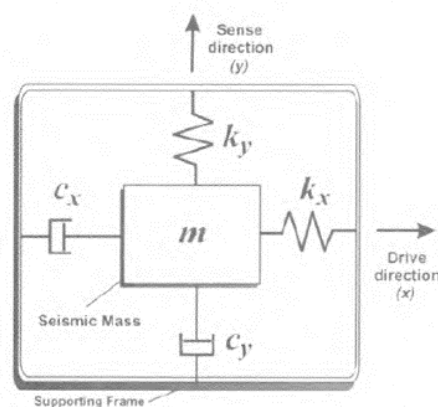 Sense
direction
(y)
k_y
c_x
k_x
m
Drive
direction
(x)
Seismic Mass
c_y
Supporting Frame